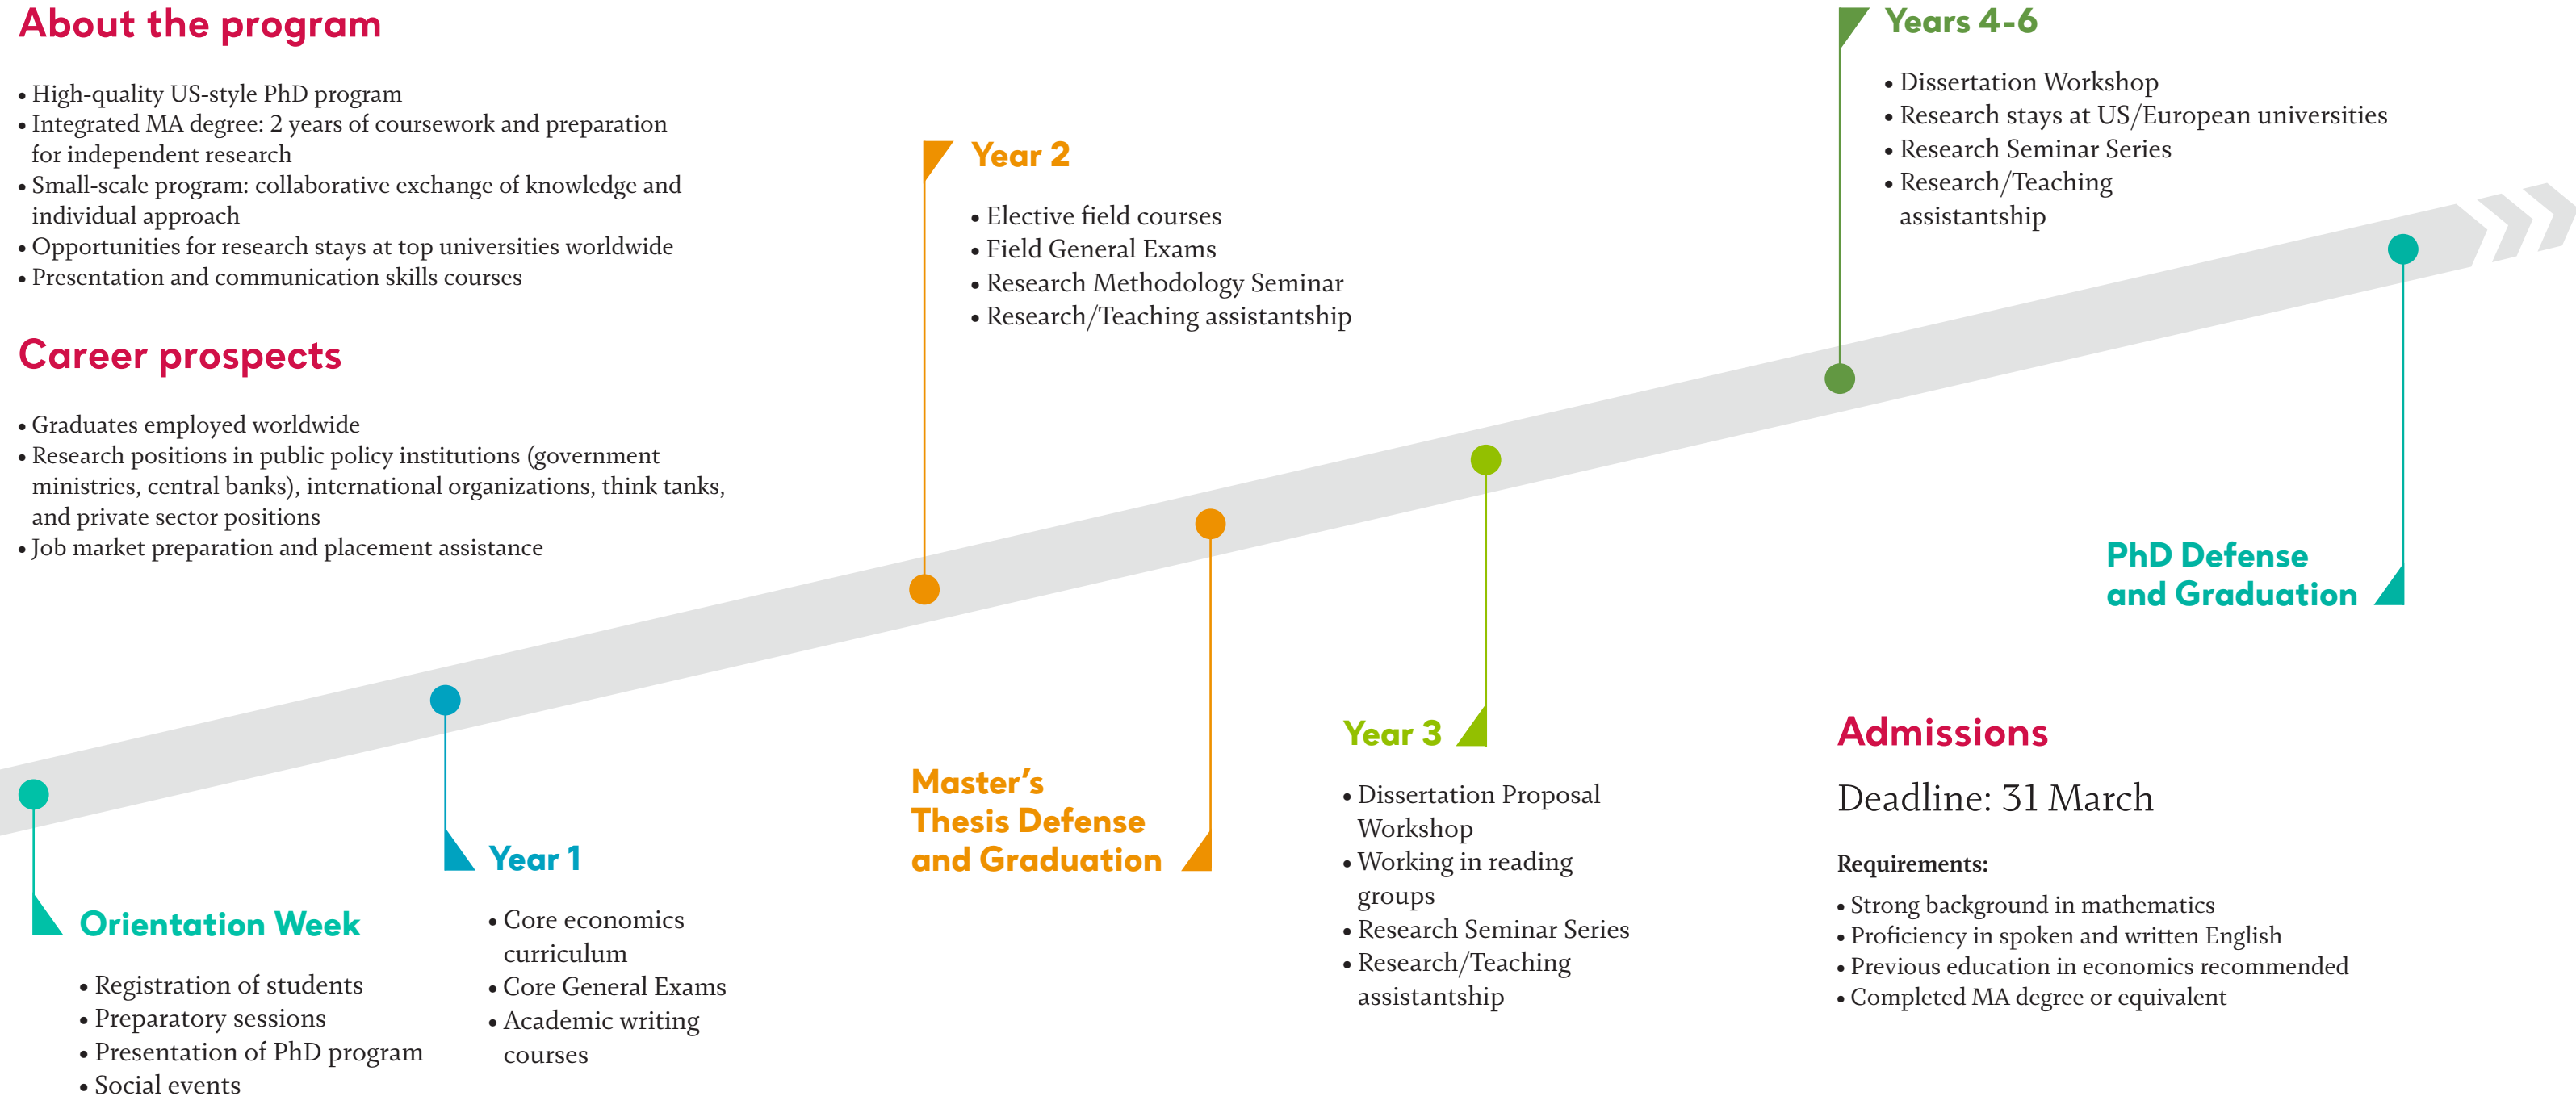 About the program
• High-quality US-style PhD program
• Integrated MA degree: 2 years of coursework and preparation
for independent research
• Small-scale program: collaborative exchange of knowledge and
individual approach
• Opportunities for research stays at top universities worldwide
• Presentation and communication skills courses
Career prospects
• Graduates employed worldwide
• Research positions in public policy institutions (government
ministries, central banks), international organizations, think tanks,
and private sector positions
• Job market preparation and placement assistance
Orientation Week
• Registration of students
• Preparatory sessions
• Presentation of PhD program
• Social events
Year 1
• Core economics
curriculum
• Core General Exams
• Academic writing
courses
Year 2
• Elective field courses
• Field General Exams
• Research Methodology Seminar
• Research/Teaching assistantship
Master’s
Thesis Defense
and Graduation
Year 3
• Dissertation Proposal
Workshop
• Working in reading
groups
• Research Seminar Series
• Research/Teaching
assistantship
Years 4-6
• Dissertation Workshop
• Research stays at US/European universities
• Research Seminar Series
• Research/Teaching
assistantship
PhD Defense
and Graduation
Admissions
Deadline: 31 March
Requirements:
• Strong background in mathematics
• Proficiency in spoken and written English
• Previous education in economics recommended
• Completed MA degree or equivalent